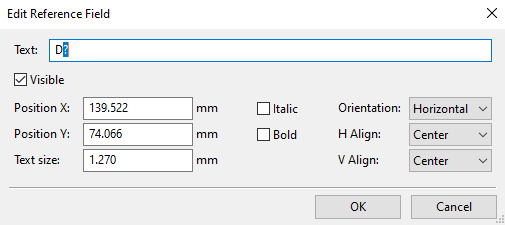 Edit Reference Field
Text: D?
Visible
Position X: 139.522 mm Italic Orientation: Horizontal
Position Y: 74.066 mm Bold H Align: Center
Text size: 1.270 mm V Align: Center
OK Cancel